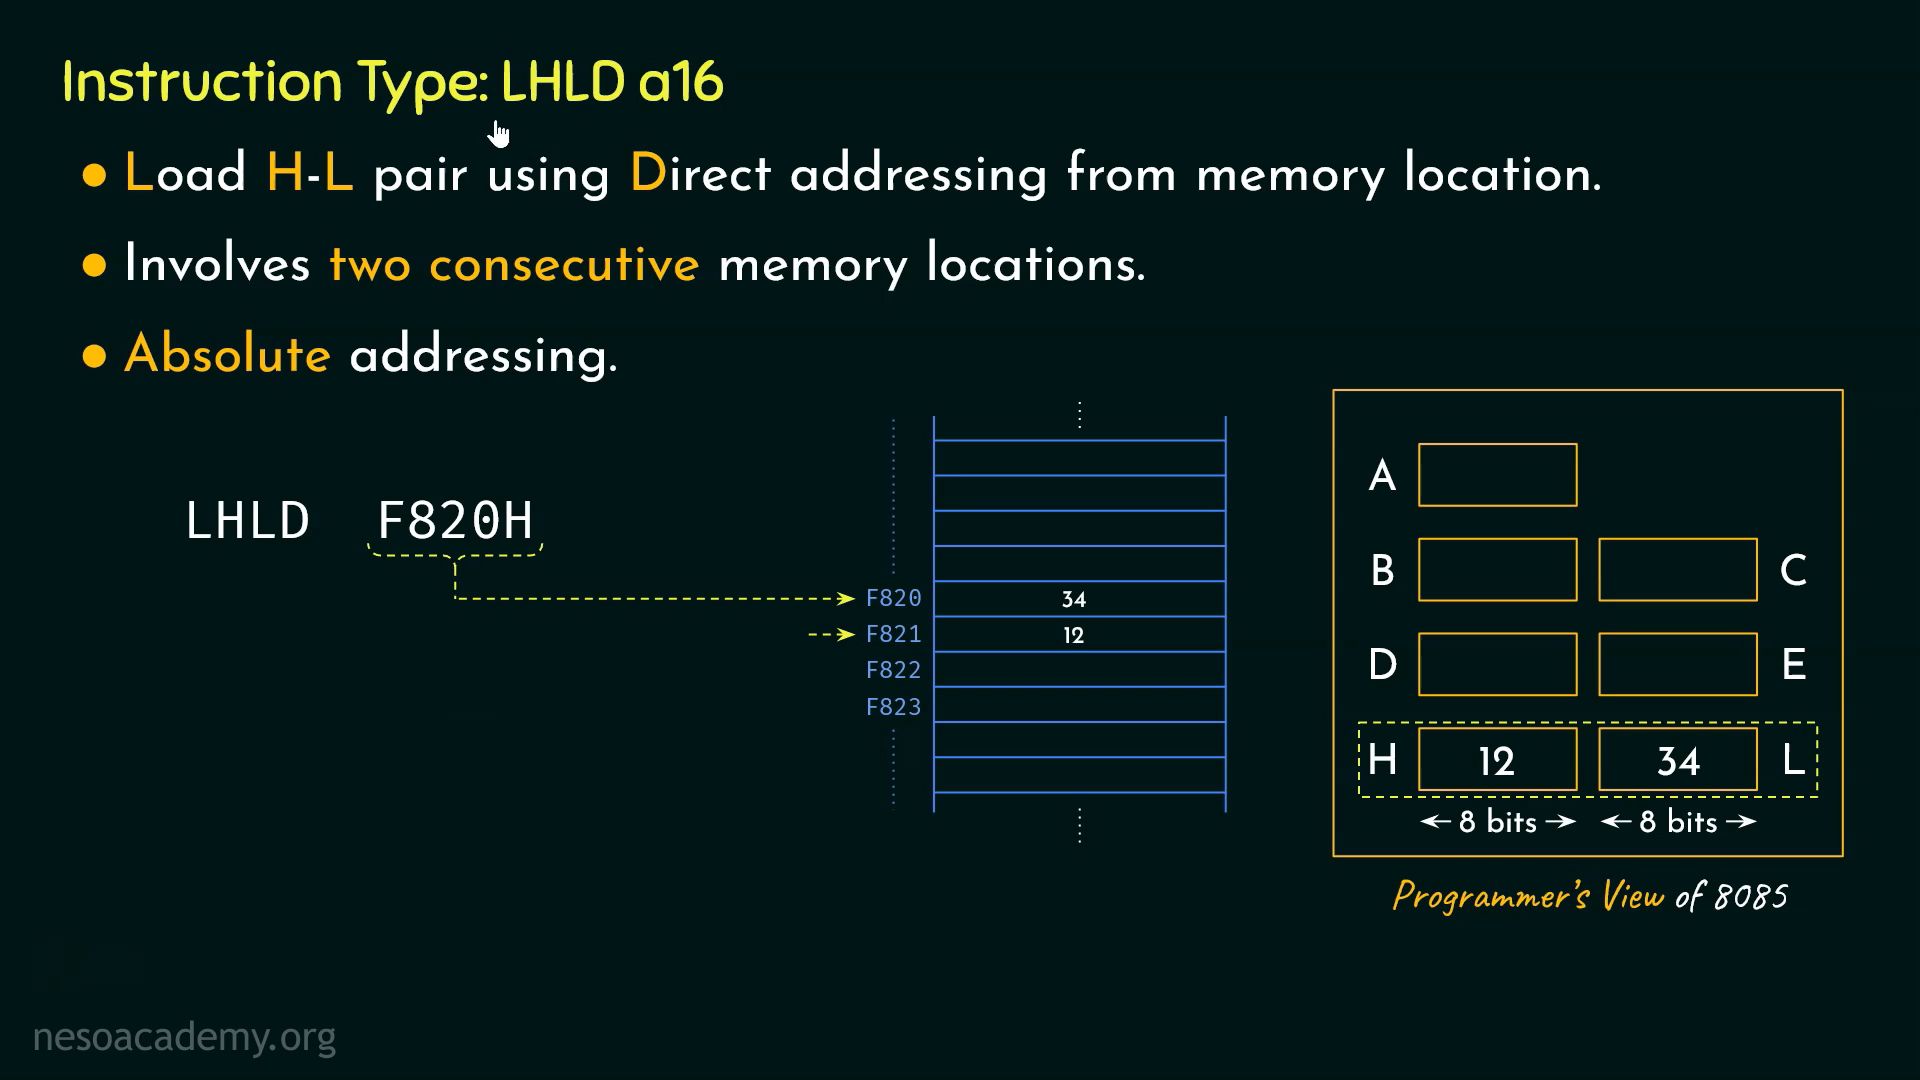 Instruction Type: LHLD a16
● Load H-L pair using Direct addressing from memory location.
● Involves two consecutive memory locations.
● Absolute addressing.
LHLD F820H
F820 34
F821 12
F822
F823
A
B C
D E
H 12 34 L
←8 bits→ ←8 bits→
Programmer's View of 8085
nesoacademy.org